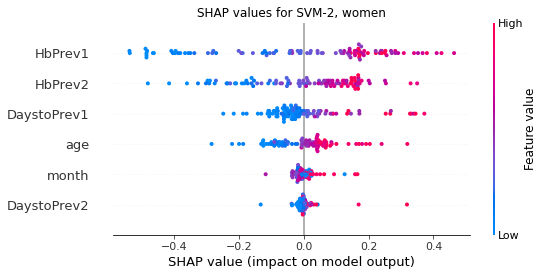 SHAP values for SVM-2, women
High
HbPrev1
HbPrev2
DaystoPrev1
age
month
DaystoPrev2
Feature value
Low
−0.4 −0.2 0.0 0.2 0.4
SHAP value (impact on model output)